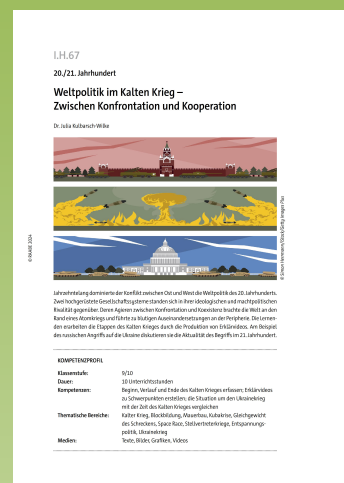 I.H.67
20./21. Jahrhundert
Weltpolitik im Kalten Krieg –
Zwischen Konfrontation und Kooperation
Dr. Julia Kulbarsch-Wilke
© RAABE 2024
© Simon Herrmann/iStock/Getty Images Plus
Jahrzehntelang dominierte der Konflikt zwischen Ost und West die Weltpolitik des 20. Jahrhunderts.
Zwei hochgerüstete Gesellschaftssysteme standen sich in ihrer ideologischen und machtpolitischen
Rivalität gegenüber. Deren Agieren zwischen Konfrontation und Koexistenz brachte die Welt an den
Rand eines Atomkriegs und führte zu blutigen Auseinandersetzungen an der Peripherie. Die Lernen-
den erarbeiten die Etappen des Kalten Krieges durch die Produktion von Erklärvideos. Am Beispiel
des russischen Angriffs auf die Ukraine diskutieren sie die Aktualität des Begriffs im 21. Jahrhundert.
KOMPETENZPROFIL
Klassenstufe: 9/10
Dauer: 10 Unterrichtsstunden
Kompetenzen: Beginn, Verlauf und Ende des Kalten Krieges erfassen; Erklärvideos
zu Schwerpunkten erstellen; die Situation um den Ukrainekrieg
mit der Zeit des Kalten Krieges vergleichen
Thematische Bereiche: Kalter Krieg, Blockbildung, Mauerbau, Kubakrise, Gleichgewicht
des Schreckens, Space Race, Stellvertreterkriege, Entspannungs-
politik, Ukrainekrieg
Medien: Texte, Bilder, Grafiken, Videos